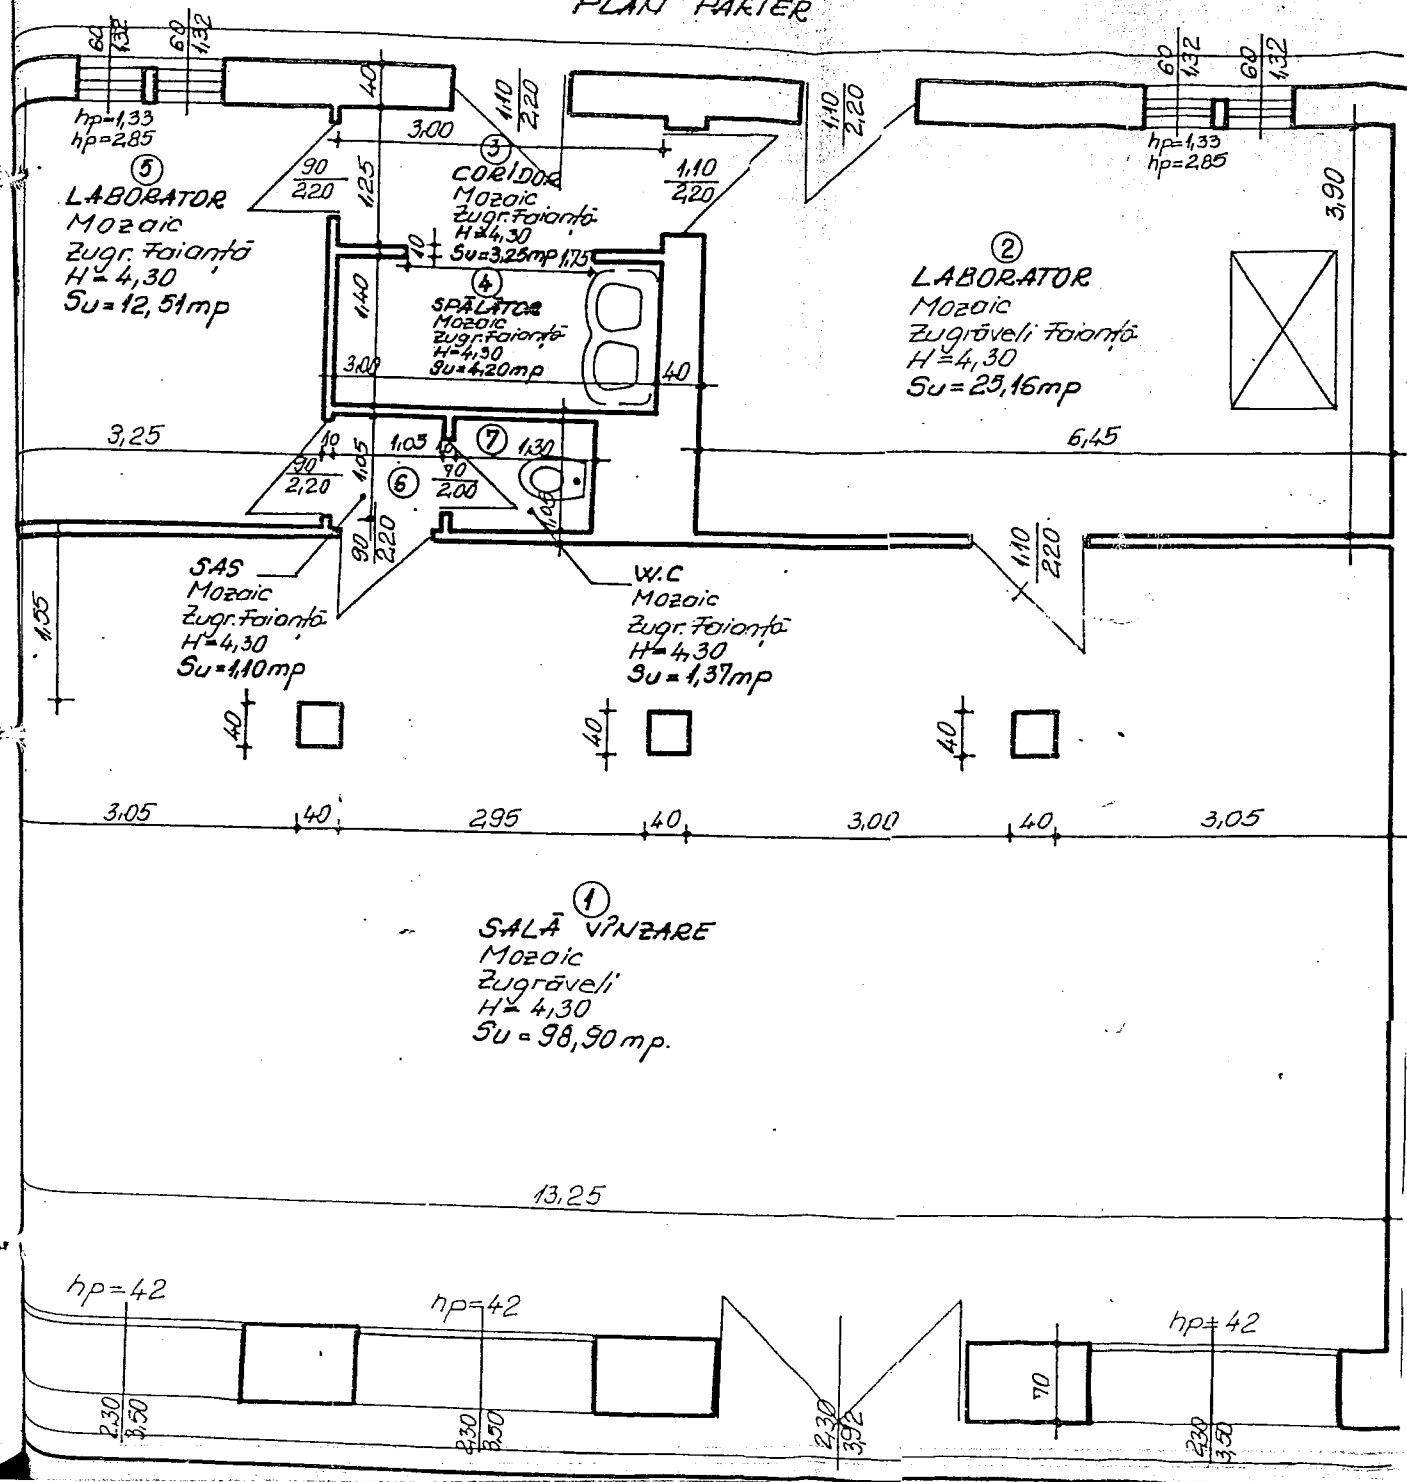 PLAN PARTER
60
1,32
60
1,32
40
1,10
2,20
1,10
2,20
60
1,32
60
1,32
hp=1,33
hp=2,85
3,00
hp=1,33
hp=2,85
5
LABORATOR
Mozaic
Zugr. Faianță
H=4,30
Su=12,51mp
90
2,20
1,25
3
CORIDOR
Mozaic
Zugr. Faianță
H=4,30
Su=3,25mp
1,10
2,20
3,90
10
1,75
2
LABORATOR
Mozaic
Zugrăveli Faianță
H=4,30
Su=25,16mp
1,40
4
SPĂLĂTOR
Mozaic
Zugr. Faianță
H=4,30
Su=4,20mp
3,00
40
3,25
10
1,05
10
7
1,30
6,45
90
2,20
1,05
6
70
2,00
1,05
90
2,20
1,10
2,20
SAS
Mozaic
Zugr. Faianță
H=4,30
Su=1,10mp
W.C
Mozaic
Zugr. Faianță
H=4,30
Su=1,37mp
1,55
40
40
40
3,05
40
2,95
40
3,00
40
3,05
1
SALĂ VÎNZARE
Mozaic
Zugrăveli
H=4,30
Su=98,90mp.
13,25
hp=42
hp=42
hp=42
70
2,30
3,50
2,30
3,50
2,30
3,92
2,30
3,50